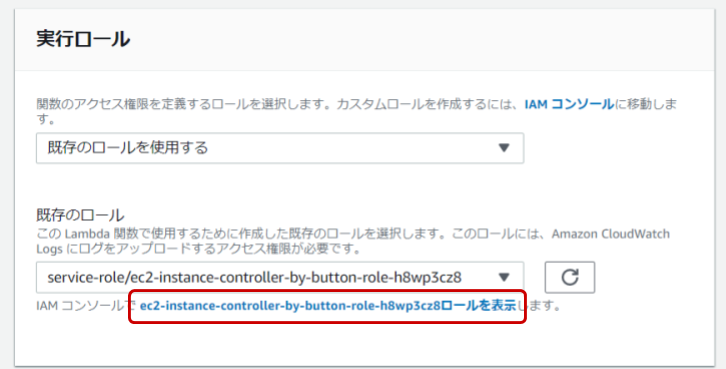 実行ロール
関数のアクセス権限を定義するロールを選択します。カスタムロールを作成するには、IAM コンソールに移動しま
す。
既存のロールを使用する
既存のロール
この Lambda 関数で使用するために作成した既存のロールを選択します。このロールには、Amazon CloudWatch
Logs にログをアップロードするアクセス権限が必要です。
service-role/ec2-instance-controller-by-button-role-h8wp3cz8
IAM コンソールで ec2-instance-controller-by-button-role-h8wp3cz8ロールを表示します。